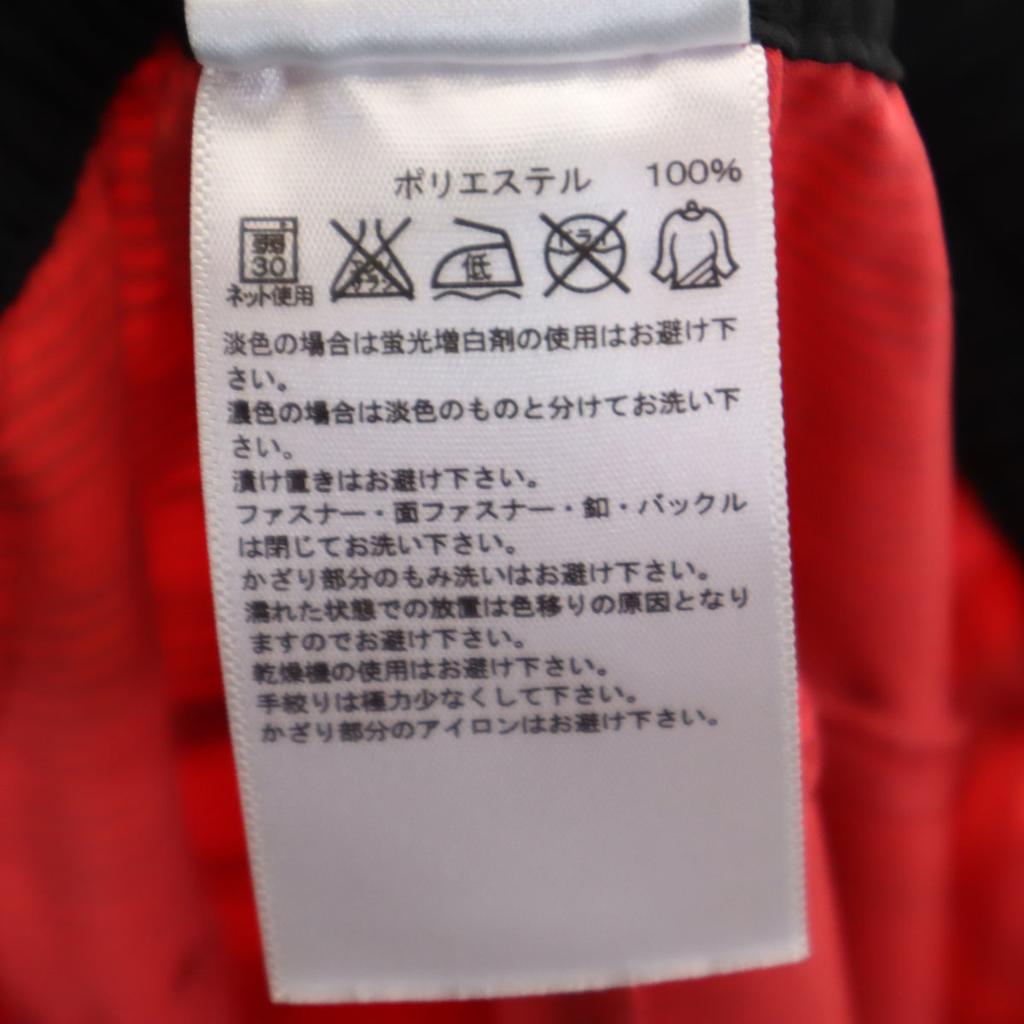 ポリエステル 100%
弱 30 エンソサラシ 低 ドライ
ネット使用
淡色の場合は蛍光増白剤の使用はお避け下
さい。
濃色の場合は淡色のものと分けてお洗い下
さい。
漬け置きはお避け下さい。
ファスナー・面ファスナー・釦・バックル
は閉じてお洗い下さい。
かざり部分のもみ洗いはお避け下さい。
濡れた状態での放置は色移りの原因となり
ますのでお避け下さい。
乾燥機の使用はお避け下さい。
手絞りは極力少なくして下さい。
かざり部分のアイロンはお避け下さい。